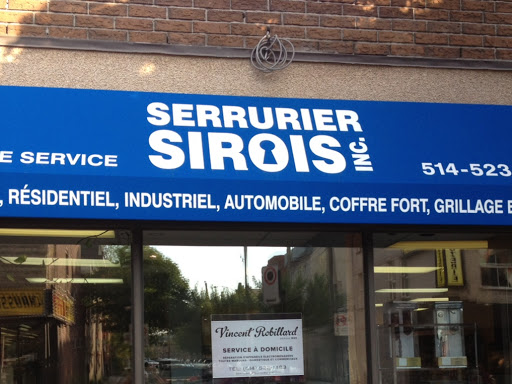 SERRURIER
SIROIS INC.
E SERVICE
514-523
, RÉSIDENTIEL, INDUSTRIEL, AUTOMOBILE, COFFRE FORT, GRILLAGE E
Vincent Robillard
SERVICE À DOMICILE